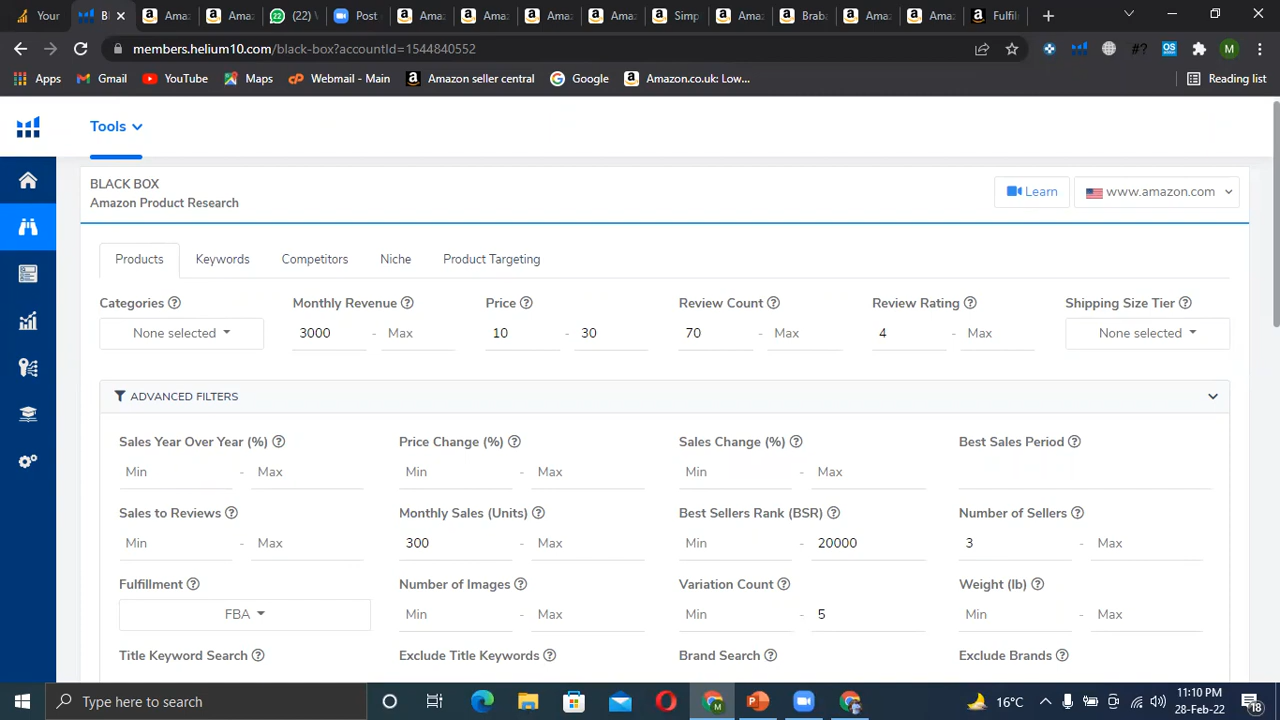 Your
B
Amaz
Ama
(22) V
Post
Amaz
Ama
Amaz
Ama
Simp
Ama
Brab
Ama
Ama
Fulfil
members.helium10.com/black-box?accountId=1544840552
M
Apps
Gmail
YouTube
Maps
Webmail - Main
Amazon seller central
Google
Amazon.co.uk: Low...
Reading list
Tools
BLACK BOX
Amazon Product Research
Learn
www.amazon.com
Products
Keywords
Competitors
Niche
Product Targeting
Categories
Monthly Revenue
Price
Review Count
Review Rating
Shipping Size Tier
None selected
3000 - Max
10 - 30
70 - Max
4 - Max
None selected
ADVANCED FILTERS
Sales Year Over Year (%)
Price Change (%)
Sales Change (%)
Best Sales Period
Min - Max
Min - Max
Min - Max
Sales to Reviews
Monthly Sales (Units)
Best Sellers Rank (BSR)
Number of Sellers
Min - Max
300 - Max
Min - 20000
3 - Max
Fulfillment
Number of Images
Variation Count
Weight (lb)
FBA
Min - Max
Min - 5
Min - Max
Title Keyword Search
Exclude Title Keywords
Brand Search
Exclude Brands
Type here to search
16°C
11:10 PM
28-Feb-22
18